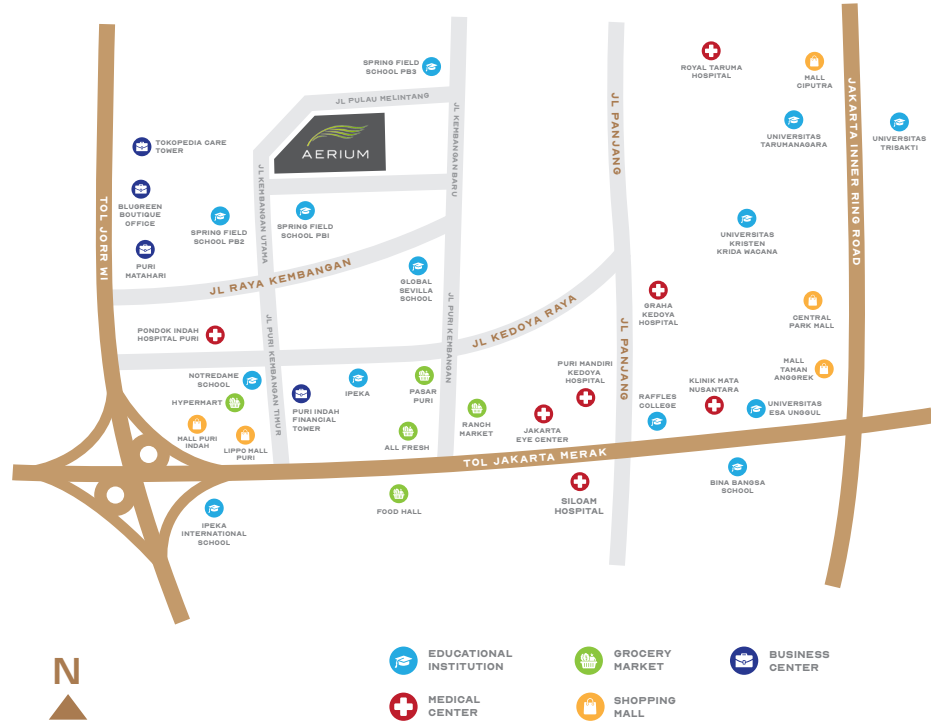 SPRING FIELD
SCHOOL PB3
ROYAL TARUMA
HOSPITAL
MALL
CIPUTRA
JL PULAU MELINTANG
JL KEMBANGAN BARU
JL PANJANG
JAKARTA INNER RING ROAD
UNIVERSITAS
TARUMANAGARA
UNIVERSITAS
TRISAKTI
TOKOPEDIA CARE
TOWER
AERIUM
JL KEMBANGAN UTAMA
TOL JORR W1
BLUGREEN
BOUTIQUE
OFFICE
SPRING FIELD
SCHOOL PB2
SPRING FIELD
SCHOOL PB1
UNIVERSITAS
KRISTEN
KRIDA WACANA
PURI
MATAHARI
JL RAYA KEMBANGAN
GLOBAL
SEVILLA
SCHOOL
JL PURI KEMBANGAN
JL KEDOYA RAYA
GRAHA
KEDOYA
HOSPITAL
CENTRAL
PARK MALL
JL PURI KEMBANGAN TIMUR
JL PANJANG
PONDOK INDAH
HOSPITAL PURI
NOTREDAME
SCHOOL
HYPERMART
MALL PURI
INDAH
LIPPO MALL
PURI
PURI INDAH
FINANCIAL
TOWER
IPEKA
PASAR
PURI
ALL FRESH
RANCH
MARKET
JAKARTA
EYE CENTER
PURI MANDIRI
KEDOYA
HOSPITAL
RAFFLES
COLLEGE
KLINIK MATA
NUSANTARA
MALL
TAMAN
ANGGREK
UNIVERSITAS
ESA UNGGUL
TOL JAKARTA MERAK
BINA BANGSA
SCHOOL
SILOAM
HOSPITAL
FOOD HALL
IPEKA
INTERNATIONAL
SCHOOL
N
EDUCATIONAL
INSTITUTION
GROCERY
MARKET
BUSINESS
CENTER
MEDICAL
CENTER
SHOPPING
MALL